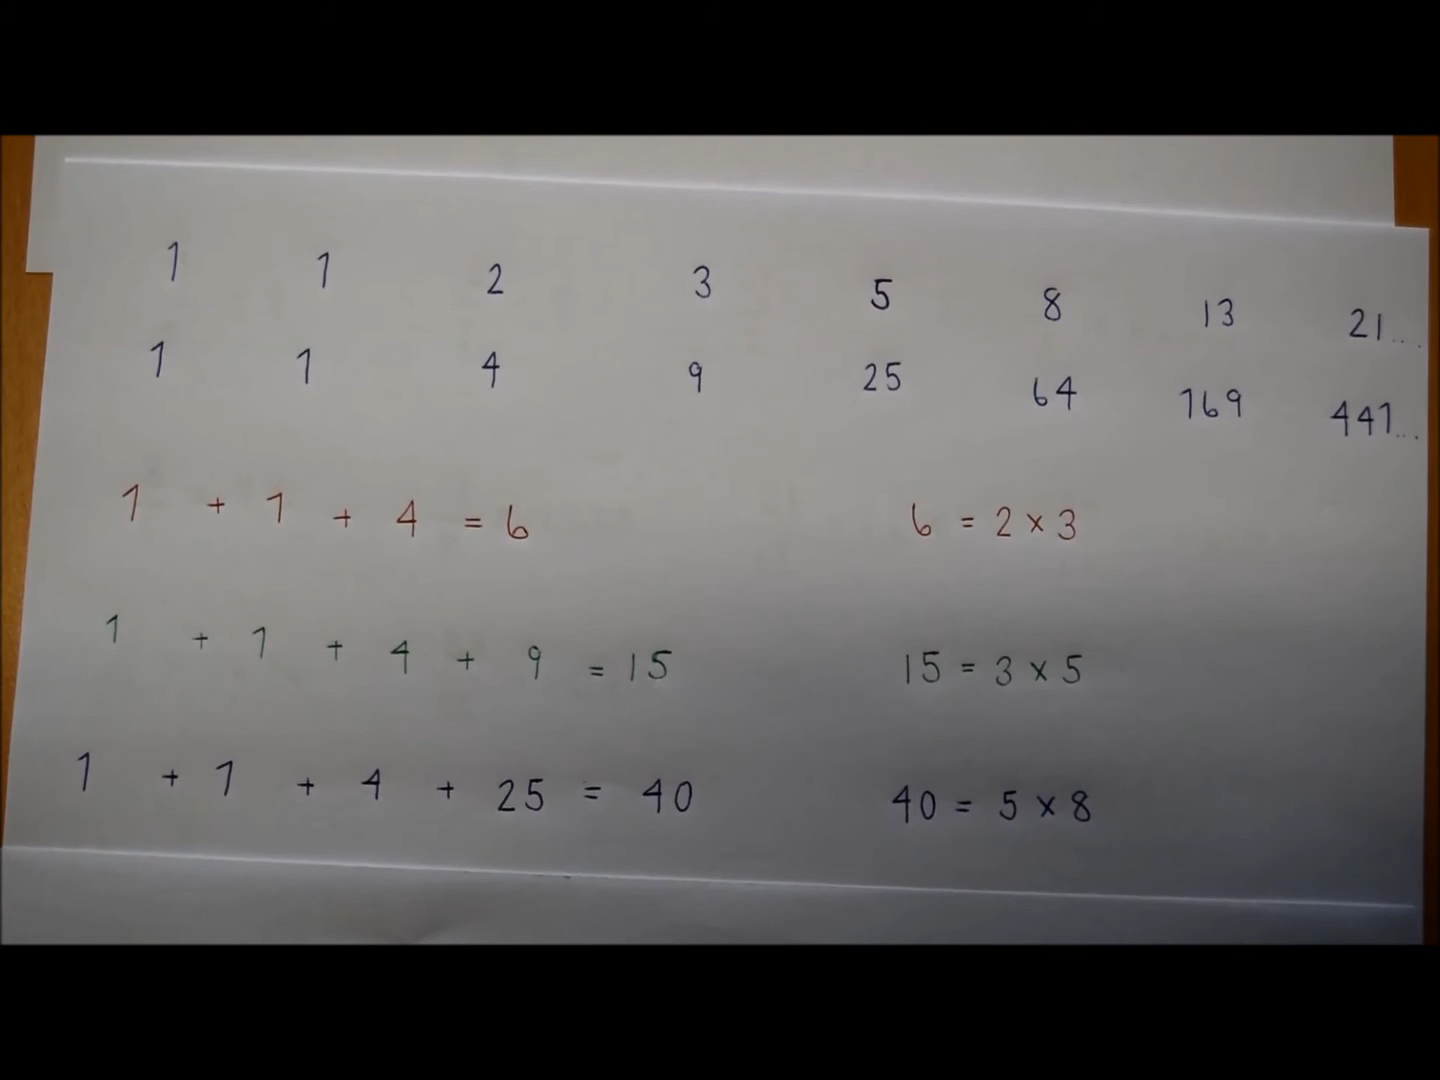 1 1 2 3 5 8 13 21...
1 1 4 9 25 64 169 441...
1 + 1 + 4 = 6 6 = 2 x 3
1 + 1 + 4 + 9 = 15 15 = 3 x 5
1 + 1 + 4 + 25 = 40 40 = 5 x 8